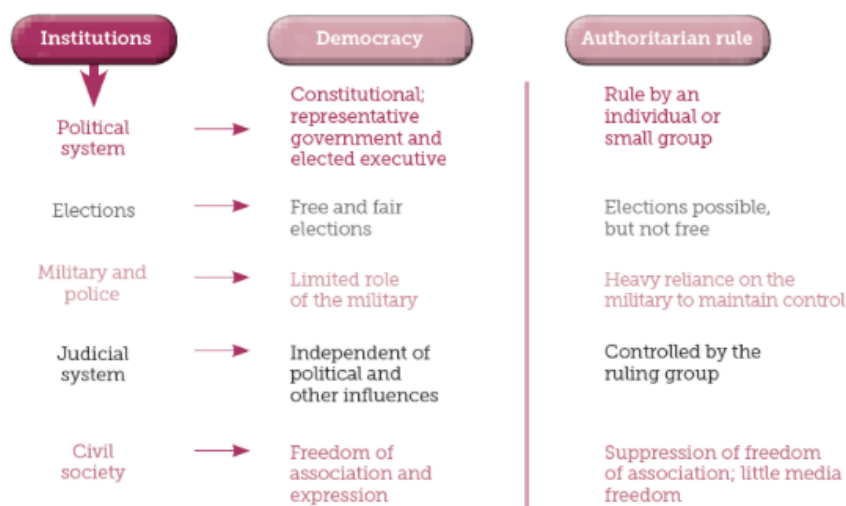 Institutions
Democracy
Authoritarian rule
Political
system
Constitutional;
representative
government and
elected executive
Rule by an
individual or
small group
Elections
Free and fair
elections
Elections possible,
but not free
Military and
police
Limited role
of the military
Heavy reliance on the
military to maintain control
Judicial
system
Independent of
political and
other influences
Controlled by the
ruling group
Civil
society
Freedom of
association and
expression
Suppression of freedom
of association; little media
freedom